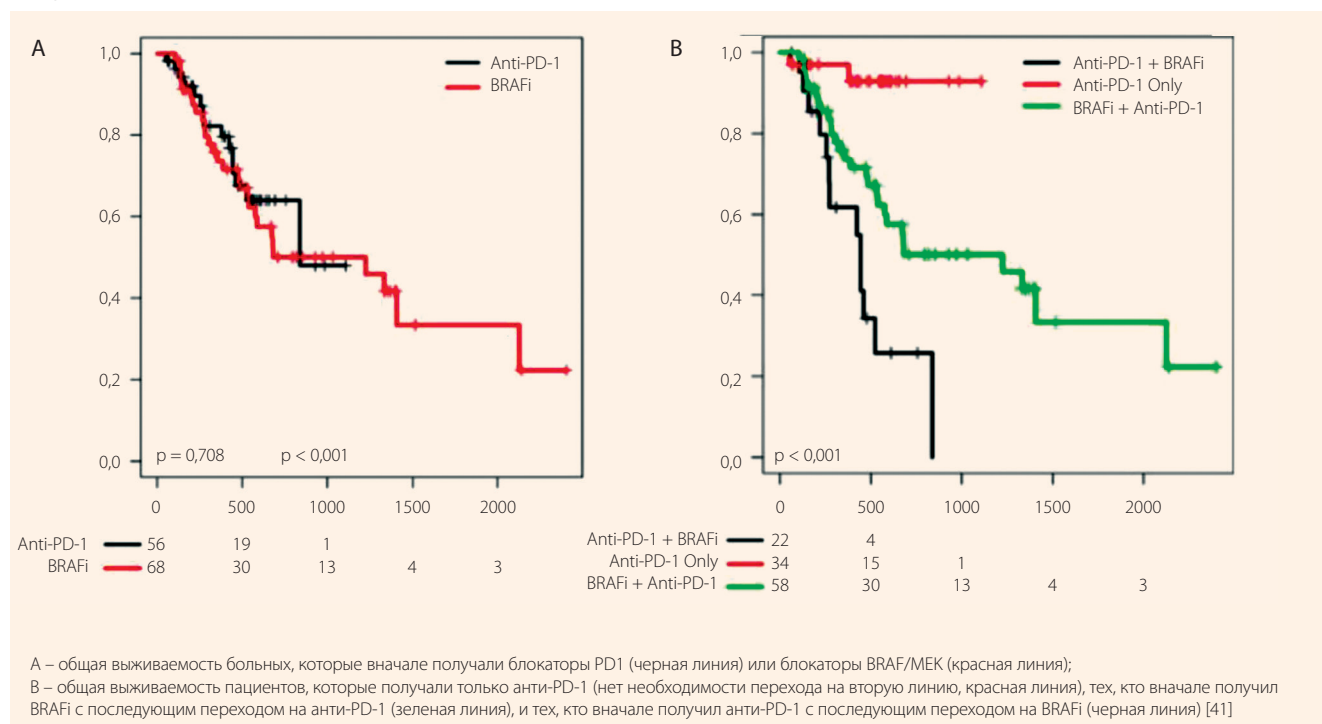 A
Anti-PD-1
BRAFi
1,0
0,8
0,6
0,4
0,2
0,0
p = 0,708 p < 0,001
0 500 1000 1500 2000
Anti-PD-1 56 19 1
BRAFi 68 30 13 4 3
B
Anti-PD-1 + BRAFi
Anti-PD-1 Only
BRAFi + Anti-PD-1
1,0
0,8
0,6
0,4
0,2
0,0
p < 0,001
0 500 1000 1500 2000
Anti-PD-1 + BRAFi 22 4
Anti-PD-1 Only 34 15 1
BRAFi + Anti-PD-1 58 30 13 4 3
A – общая выживаемость больных, которые вначале получали блокаторы PD1 (черная линия) или блокаторы BRAF/MEK (красная линия);
B – общая выживаемость пациентов, которые получали только анти-PD-1 (нет необходимости перехода на вторую линию, красная линия), тех, кто вначале получил
BRAFi с последующим переходом на анти-PD-1 (зеленая линия), и тех, кто вначале получил анти-PD-1 с последующим переходом на BRAFi (черная линия) [41]